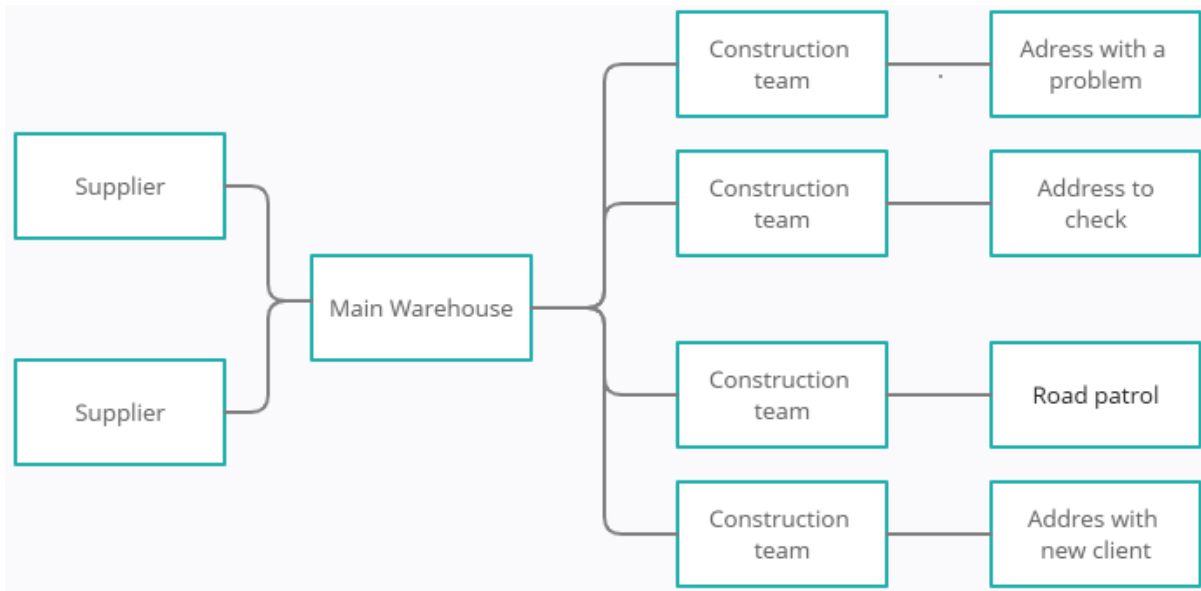 Supplier
Supplier
Main Warehouse
Construction
team
Adress with a
problem
Construction
team
Address to
check
Construction
team
Road patrol
Construction
team
Addres with
new client